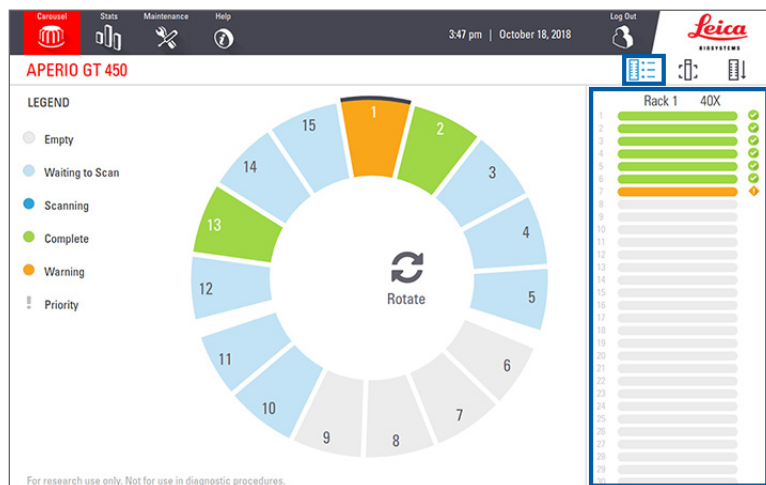 Carousel
Stats
Maintenance
Help
3:47 pm | October 18, 2018
Log Out
Leica
BIOSYSTEMS
APERIO GT 450
LEGEND
Empty
Waiting to Scan
Scanning
Complete
Warning
! Priority
1
2
3
4
5
6
7
8
9
10
11
12
13
14
15
Rotate
Rack 1 40X
1
2
3
4
5
6
7
8
9
10
11
12
13
14
15
16
17
18
19
20
21
22
23
24
25
26
27
28
29
30
For research use only. Not for use in diagnostic procedures.